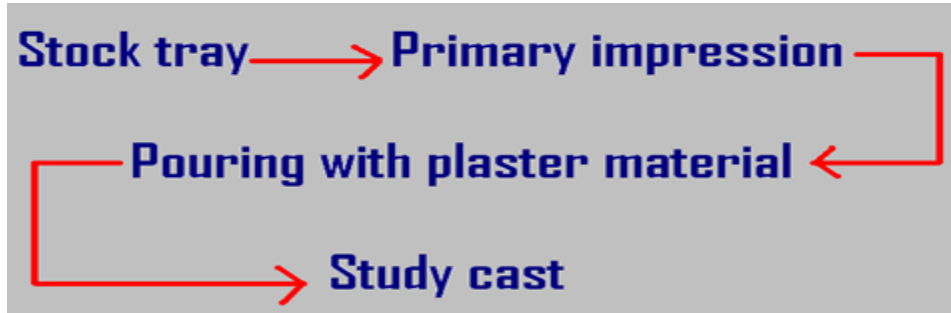 Stock tray Primary impression
Pouring with plaster material
Study cast